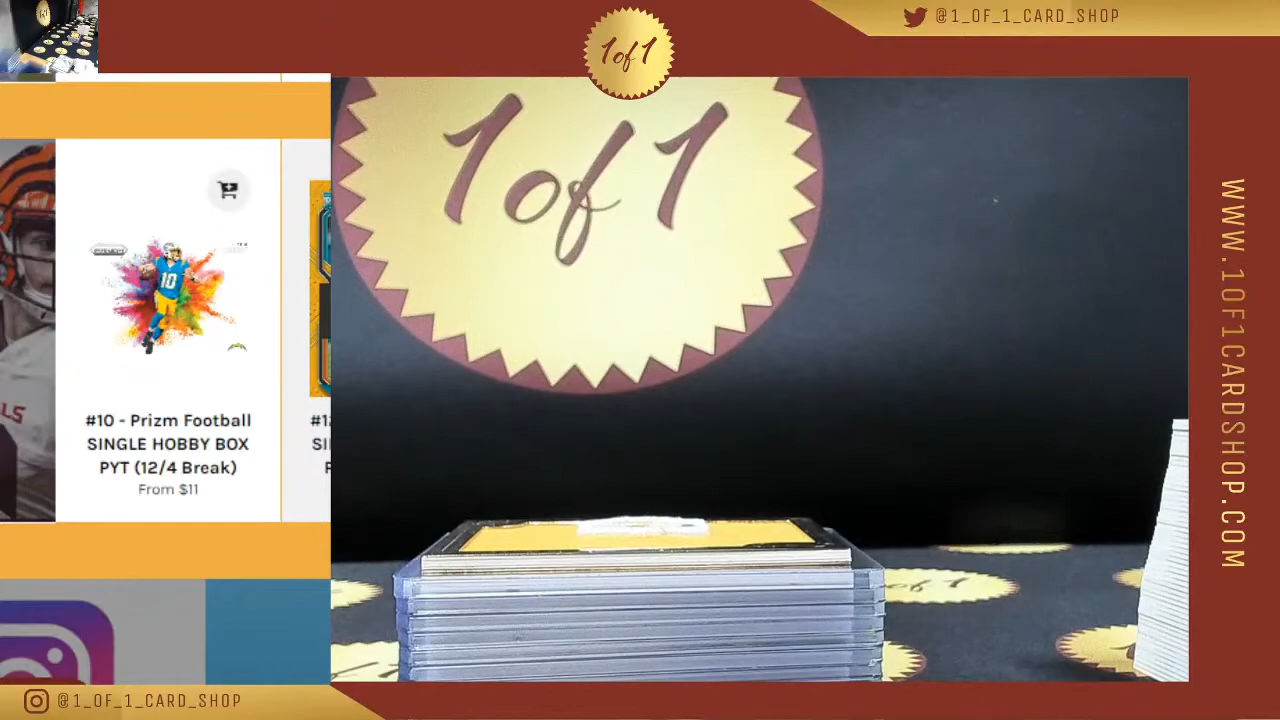 @1_OF_1_CARD_SHOP
1of1
1of1
10
#10 - Prizm Football
SINGLE HOBBY BOX
PYT (12/4 Break)
From $11
WWW.1OF1CARDSHOP.COM
@1_OF_1_CARD_SHOP